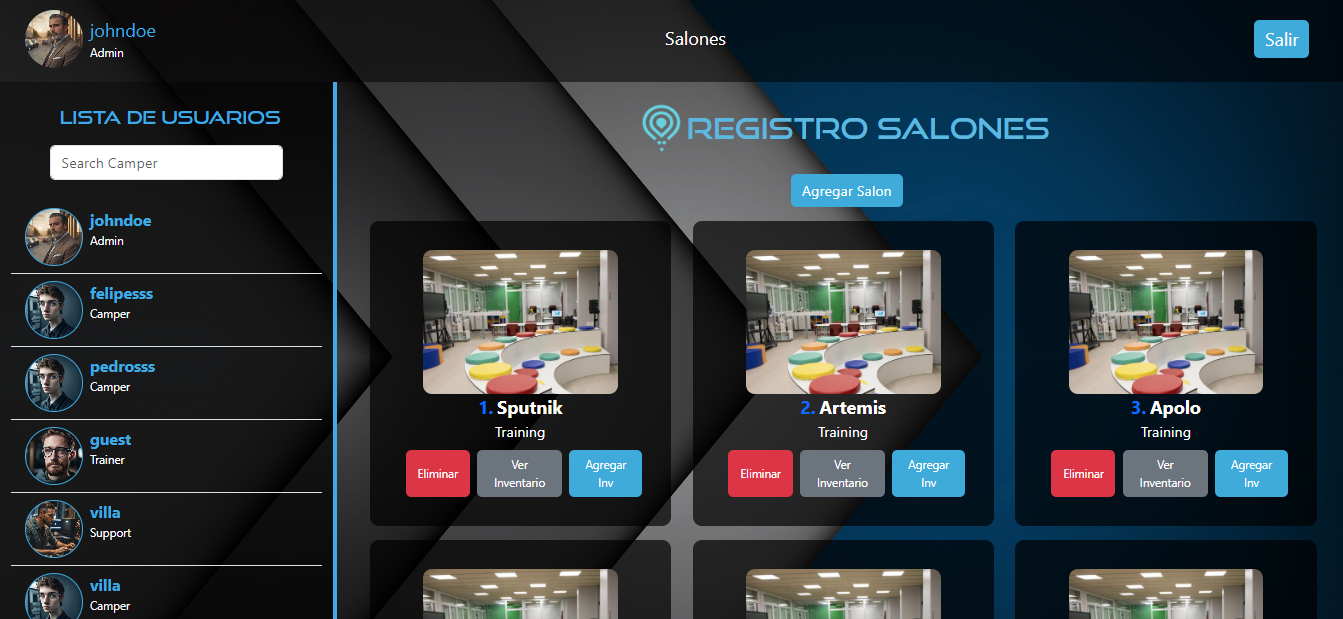 johndoe
Admin
Salones
Salir
LISTA DE USUARIOS
Search Camper
johndoe
Admin
felipesss
Camper
pedrosss
Camper
guest
Trainer
villa
Support
villa
Camper
REGISTRO SALONES
Agregar Salon
1. Sputnik
Training
Eliminar
Ver
Inventario
Agregar
Inv
2. Artemis
Training
Eliminar
Ver
Inventario
Agregar
Inv
3. Apolo
Training
Eliminar
Ver
Inventario
Agregar
Inv